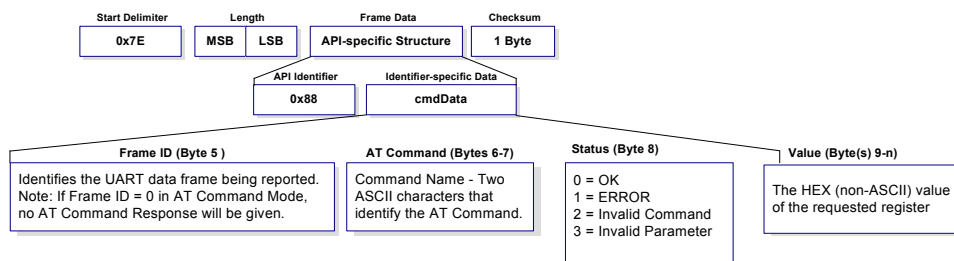 Start Delimiter Length Frame Data Checksum
0x7E MSB LSB API-specific Structure 1 Byte
API Identifier Identifier-specific Data
0x88 cmdData
Frame ID (Byte 5 )
Identifies the UART data frame being reported.
Note: If Frame ID = 0 in AT Command Mode,
no AT Command Response will be given.
AT Command (Bytes 6-7)
Command Name - Two
ASCII characters that
identify the AT Command.
Status (Byte 8)
0 = OK
1 = ERROR
2 = Invalid Command
3 = Invalid Parameter
Value (Byte(s) 9-n)
The HEX (non-ASCII) value
of the requested register